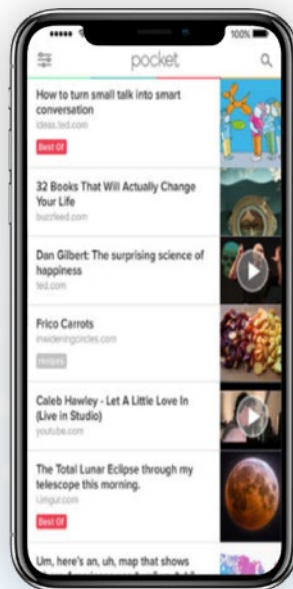 100%
pocket
How to turn small talk into smart
conversation
ideas.ted.com
Best Of
32 Books That Will Actually Change
Your Life
buzzfeed.com
Dan Gilbert: The surprising science of
happiness
ted.com
Frico Carrots
inwideningcircles.com
recipes
Caleb Hawley - Let A Little Love In
(Live in Studio)
youtube.com
The Total Lunar Eclipse through my
telescope this morning.
i.imgur.com
Best Of
Um, here's an, uh, map that shows